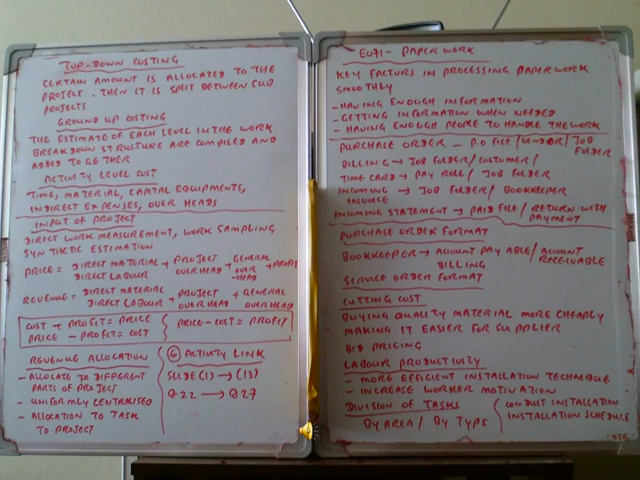 TOP-DOWN COSTING
CERTAIN AMOUNT IS ALLOCATED TO THE
PROJECT. THEN IT IS SPLIT BETWEEN SUB
PROJECTS
GROUND UP COSTING
THE ESTIMATE OF EACH LEVEL IN THE WORK
BREAKDOWN STRUCTURE ARE COMPILED AND
ADDED TO GETHER
ACTIVITY LEVEL COST
TIME, MATERIAL, CAPITAL EQUIPMENTS,
INDIRECT EXPENSES, OVER HEADS
INPUT OF PROJECT
DIRECT WORK MEASUREMENT, WORK SAMPLING
SYNTHETIC ESTIMATION
PRICE = DIRECT MATERIAL + PROJECT + GENERAL + PROFIT
DIRECT LABOUR OVER HEAD OVER
-HEAD
REVENUE = DIRECT MATERIAL + PROJECT + GENERAL
DIRECT LABOUR OVER HEAD OVER HEAD
COST + PROFIT = PRICE PRICE - COST = PROFIT
PRICE - PROFIT = COST
REVENUE ALLOCATION
- ALLOCATE TO DIFFERENT
PARTS OF PROJECT
- UNIFORMLY CENTRALISED
- ALLOCATION TO TASK
TO PROJECT
6 ACTIVITY LINK
SLIDE (1) → (13)
Q22 → Q27
E071 - PAPER WORK
KEY FACTORS IN PROCESSING PAPER WORK
SMOOTHLY
- HAVING ENOUGH INFORMATION
- GETTING INFORMATION WHEN NEEDED
- HAVING ENOUGH PEOPLE TO HANDLE THE WORK
PURCHASE ORDER - P.O FILE / VENDOR / JOB
FOLDER
BILLING → JOB FOLDER / CUSTOMER /
TIME CARD → PAY ROLL / JOB FOLDER
INCOMING → JOB FOLDER / BOOKKEEPER
INVOICE
INCOMING STATEMENT → PAID FILE / RETURN WITH
PAYMENT
PURCHASE ORDER FORMAT
BOOKKEEPER → ACCOUNT PAYABLE / ACCOUNT
BILLING RECEIVABLE
SERVICE ORDER FORMAT
CUTTING COST
BUYING QUALITY MATERIAL MORE CHEAPLY
MAKING IT EASIER FOR SUPPLIER
BID PRICING
LABOUR PRODUCTIVITY
- MORE EFFICIENT INSTALLATION TECHNIQUE
- INCREASE WORKER MOTIVATION
DIVISION OF TASKS
BY AREA / BY TYPE
CONDUIT INSTALLATION
INSTALLATION SCHEDULE